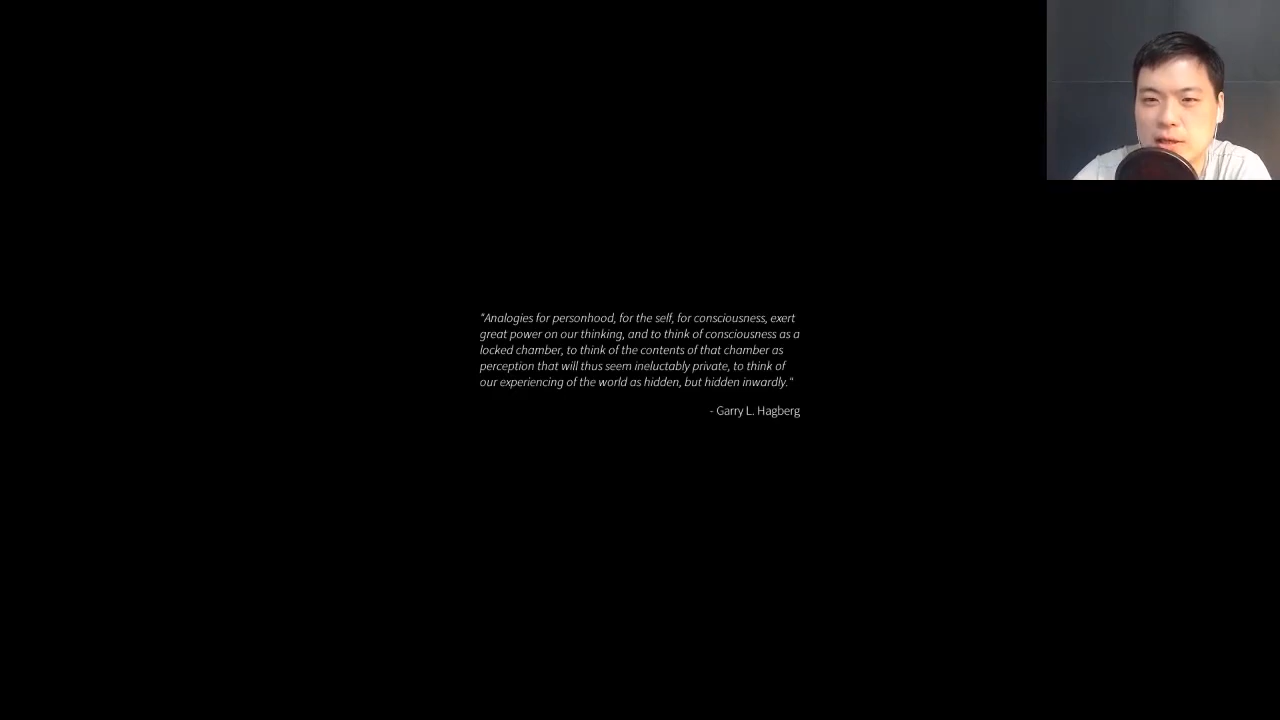 "Analogies for personhood, for the self, for consciousness, exert
great power on our thinking, and to think of consciousness as a
locked chamber, to think of the contents of that chamber as
perception that will thus seem ineluctably private, to think of
our experiencing of the world as hidden, but hidden inwardly."
- Garry L. Hagberg